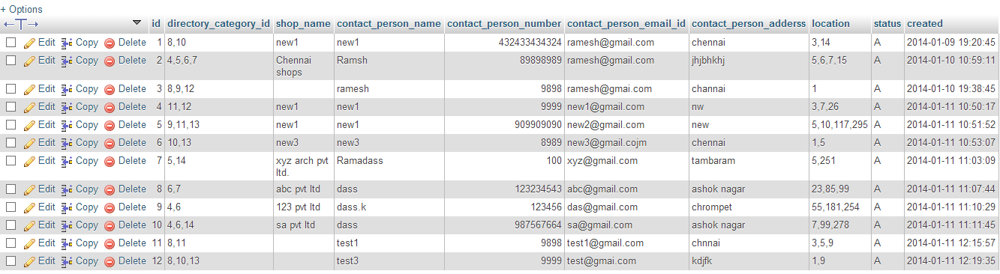 + Options
←T→ id directory_category_id shop_name contact_person_name contact_person_number contact_person_email_id contact_person_adderss location status created
Edit Copy Delete 1 8,10 new1 new1 432433434324 ramesh@gmail.com chennai 3,14 A 2014-01-09 19:20:45
Edit Copy Delete 2 4,5,6,7 Chennai Ramsh 89898989 ramesh@gmail.com jhjbhkhj 5,6,7,15 A 2014-01-10 10:59:11
shops
Edit Copy Delete 3 8,9,12 ramesh 9898 ramesh@gmai.com channai 1 A 2014-01-10 19:38:45
Edit Copy Delete 4 11,12 new1 new1 9999 new1@gmail.com nw 3,7,26 A 2014-01-11 10:50:17
Edit Copy Delete 5 9,11,13 new1 new1 909909090 new2@gmail.com new 5,10,117,295 A 2014-01-11 10:51:52
Edit Copy Delete 6 10,13 new3 new3 8989 new3@gmail.cojm chennai 1,5 A 2014-01-11 10:53:07
Edit Copy Delete 7 5,14 xyz arch pvt Ramadass 100 xyz@gmail.com tambaram 5,251 A 2014-01-11 11:03:09
ltd.
Edit Copy Delete 8 6,7 abc pvt ltd dass 123234543 abc@gmail.com ashok nagar 23,85,99 A 2014-01-11 11:07:44
Edit Copy Delete 9 4,6 123 pvt ltd dass.k 123456 das@gmail.com chrompet 55,181,254 A 2014-01-11 11:10:29
Edit Copy Delete 10 4,6,14 sa pvt ltd dass 987567664 sa@gmail.com ashok nagar 7,99,278 A 2014-01-11 11:11:45
Edit Copy Delete 11 8,11 test1 9898 test1@gmail.com chnnai 3,5,9 A 2014-01-11 12:15:57
Edit Copy Delete 12 8,10,13 test3 9999 test@gmai.com kdjfk 1,9 A 2014-01-11 12:19:35